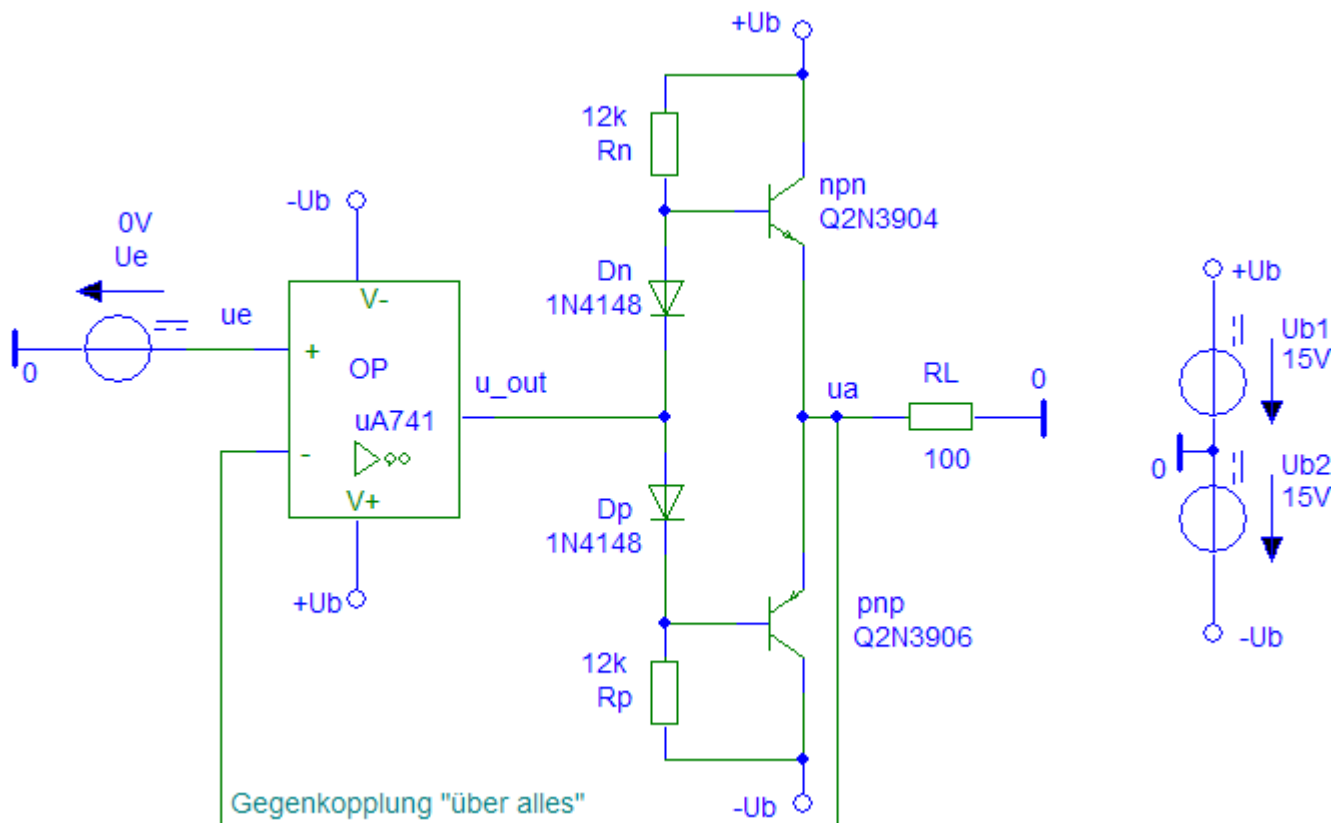 +Ub
12k
Rn
npn
Q2N3904
-Ub
0V
Ue
Dn
1N4148
V-
ue
+
OP
0
u_out
uA741
-
V+
+Ub
ua
RL
0
100
+Ub
Ub1
15V
0
Ub2
15V
-Ub
Dp
1N4148
pnp
Q2N3906
12k
Rp
-Ub
Gegenkopplung "über alles"